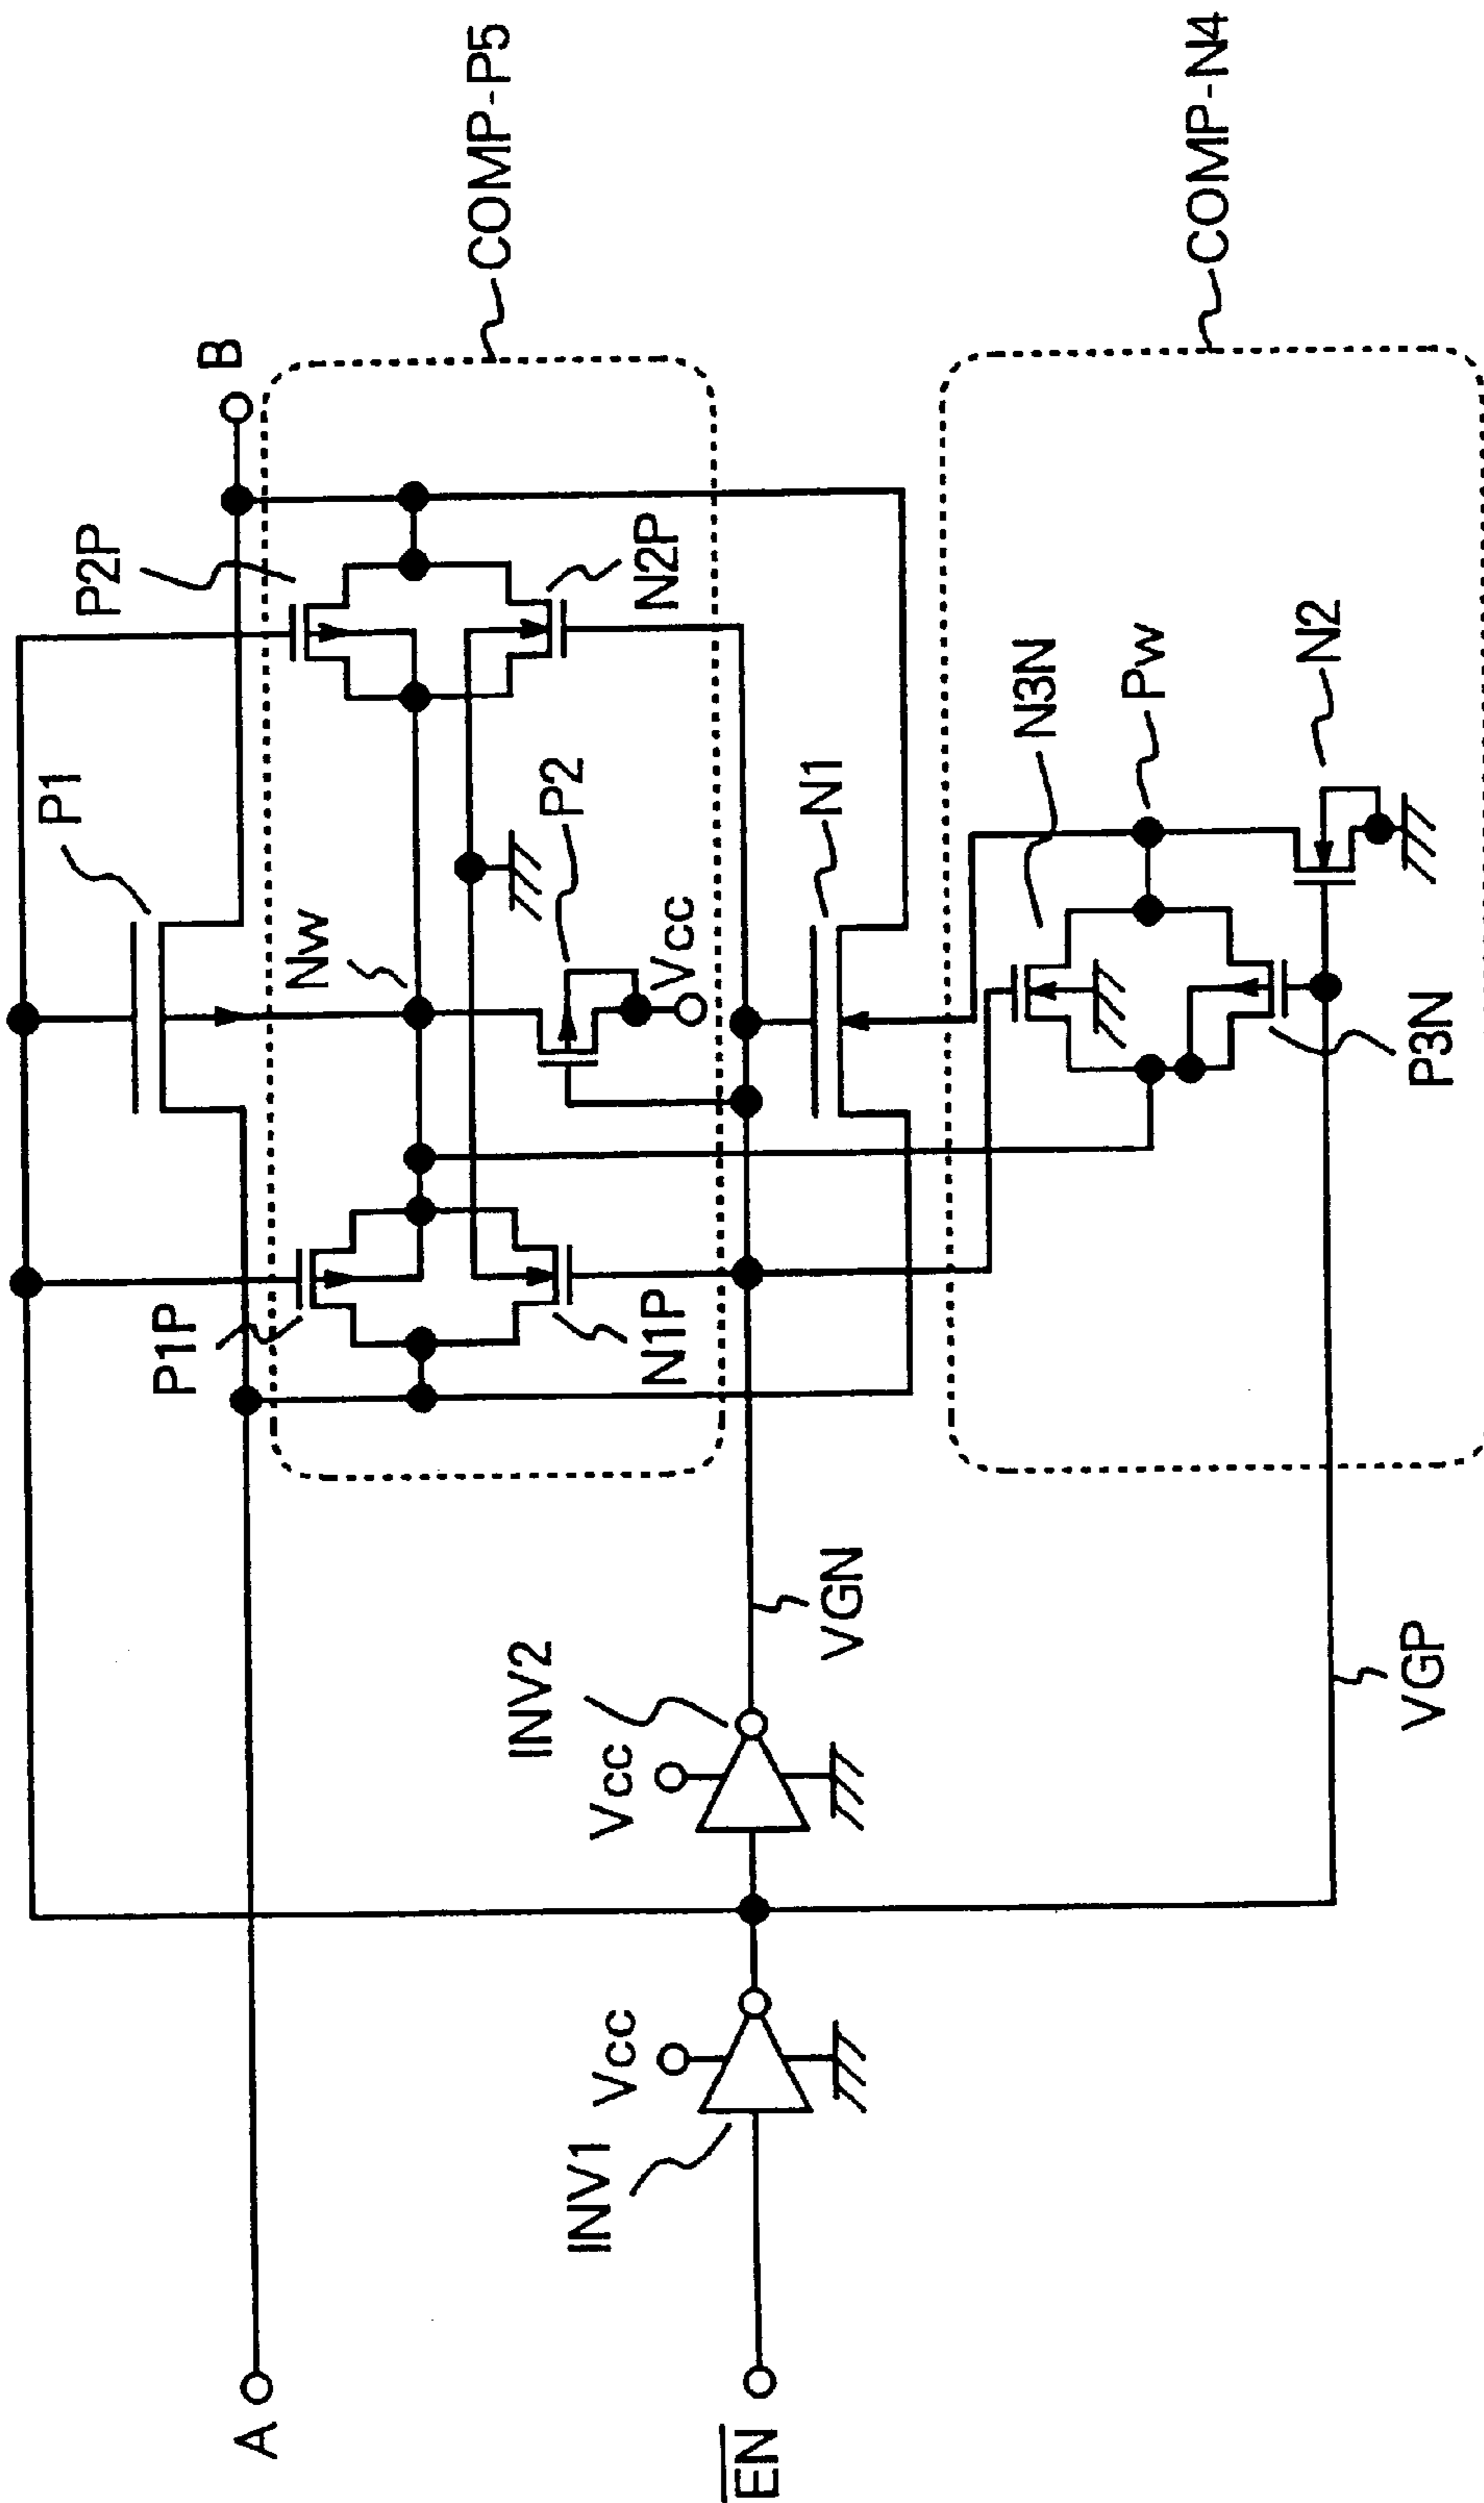 P1
P2P
B
P1P
Nw
COMP-P5
P2
Vcc
N1P
N2P
A
INV2
Vcc
VGN
N1
INV1
Vcc
EN
N3N
Pw
COMP-N4
N2
P3N
VGP